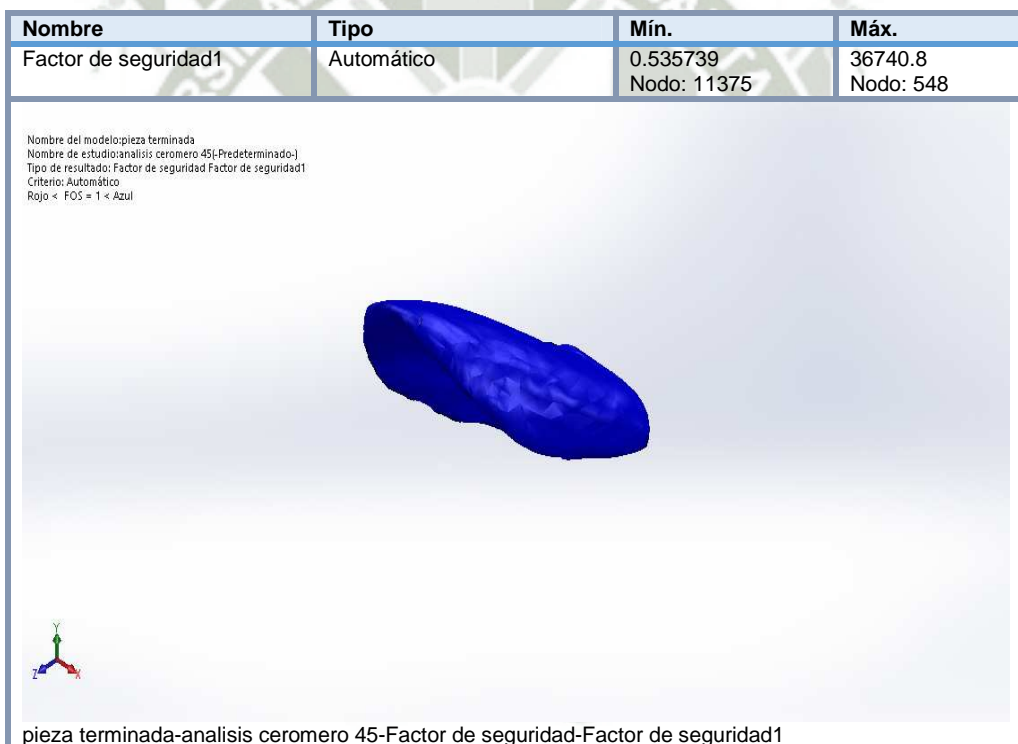 Nombre Tipo Mín. Máx.
Factor de seguridad1 Automático 0.535739 36740.8
Nodo: 11375 Nodo: 548
Nombre del modelo:pieza terminada
Nombre de estudio:analisis ceromero 45(-Predeterminado-)
Tipo de resultado: Factor de seguridad Factor de seguridad1
Criterio: Automático
Rojo < FOS = 1 < Azul
Y
Z X
pieza terminada-analisis ceromero 45-Factor de seguridad-Factor de seguridad1